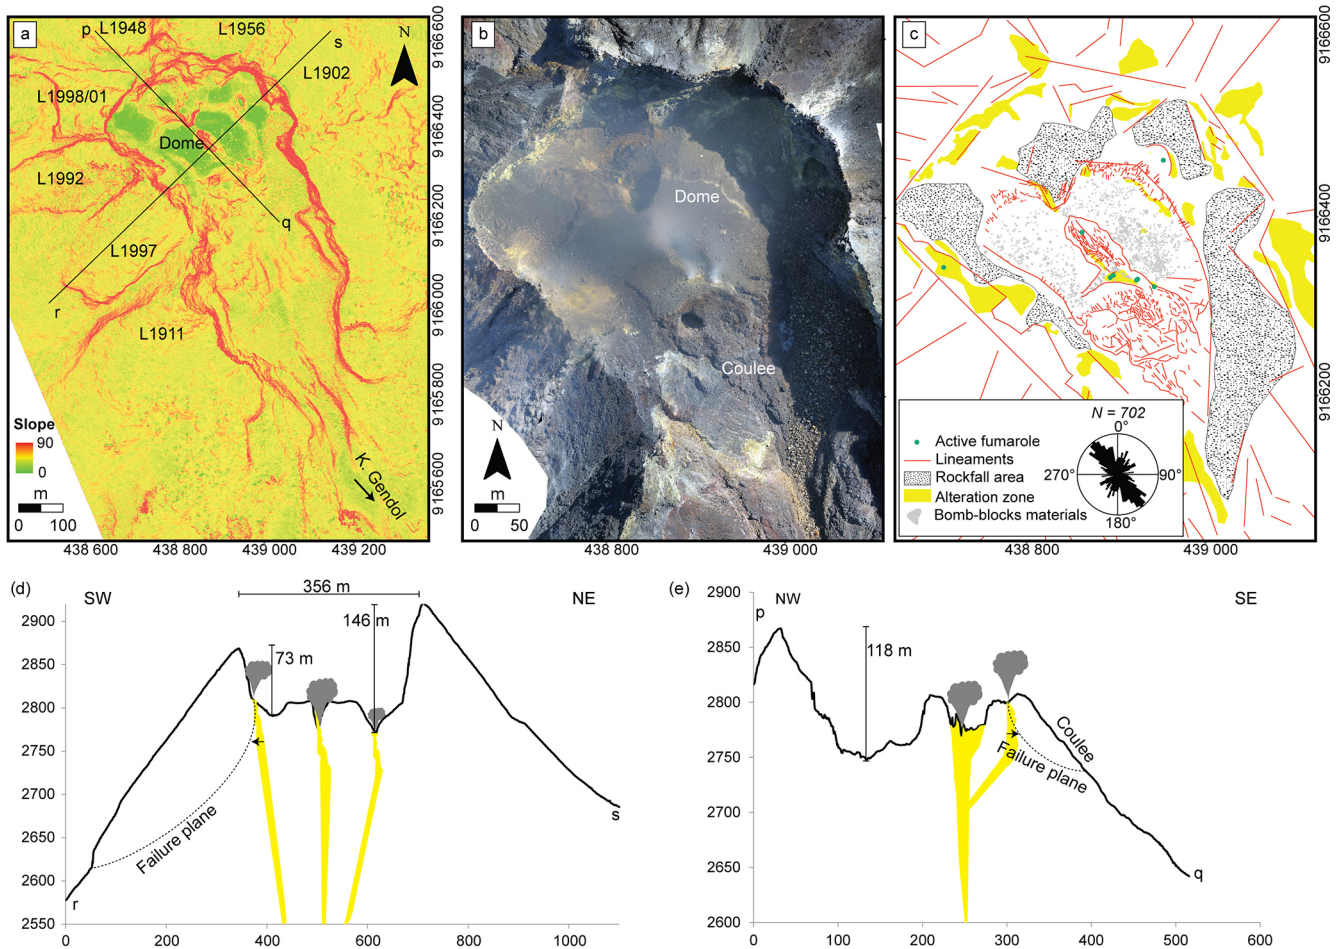 a
p
L1948
L1956
N
s
L1902
L1998/01
Dome
L1992
q
L1997
r
L1911
Slope
90
0
m
0 100
K. Gendol
9166600
9166400
9166200
9166000
9165800
9165600
438 600 438 800 439 000 439 200
b
Dome
Coulee
N
m
0 50
438 800 439 000
c
9166600
9166400
9166200
Active fumarole
Lineaments
Rockfall area
Alteration zone
Bomb-blocks materials
N = 702
0°
270° 90°
180°
438 800 439 000
(d)
SW
356 m
NE
2900
2850
2800
2750
2700
2650
2600
2550
73 m
146 m
Failure plane
r
s
0 200 400 600 800 1000
(e)
p
NW
SE
2900
2850
2800
2750
2700
2650
2600
118 m
Coulee
Failure plane
q
0 100 200 300 400 500 600